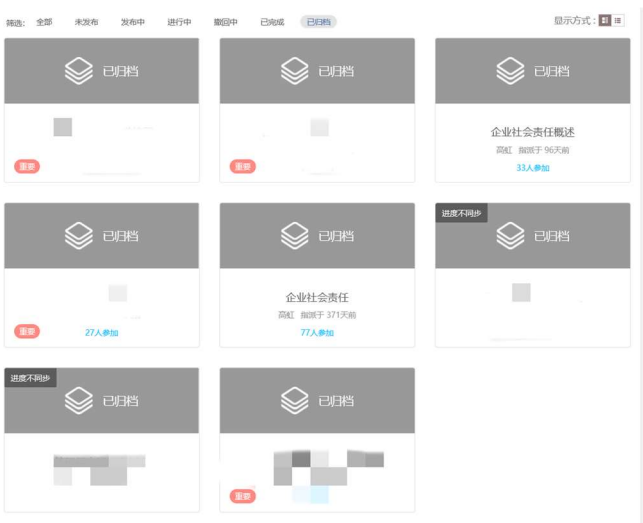 筛选: 全部 未发布 发布中 进行中 撤回中 已完成 已归档 显示方式:
已归档
重要
已归档
重要
已归档
企业社会责任概述
高虹 指派于 96天前
33人参加
已归档
重要 27人参加
已归档
企业社会责任
高虹 指派于 371天前
77人参加
进度不同步
已归档
进度不同步
已归档
已归档
重要